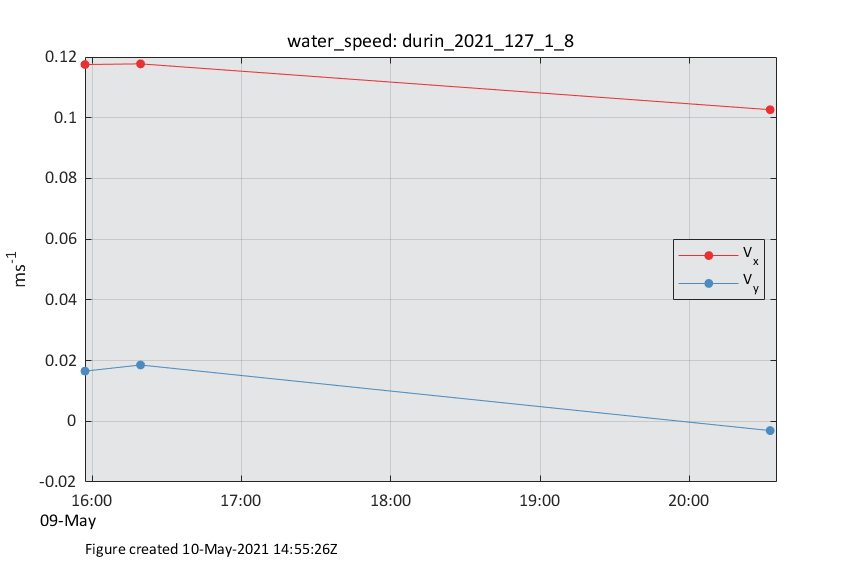 water_speed: durin_2021_127_1_8
0.12
0.1
0.08
0.06
0.04
0.02
0
-0.02
ms-1
Vx
Vy
16:00 17:00 18:00 19:00 20:00
09-May
Figure created 10-May-2021 14:55:26Z